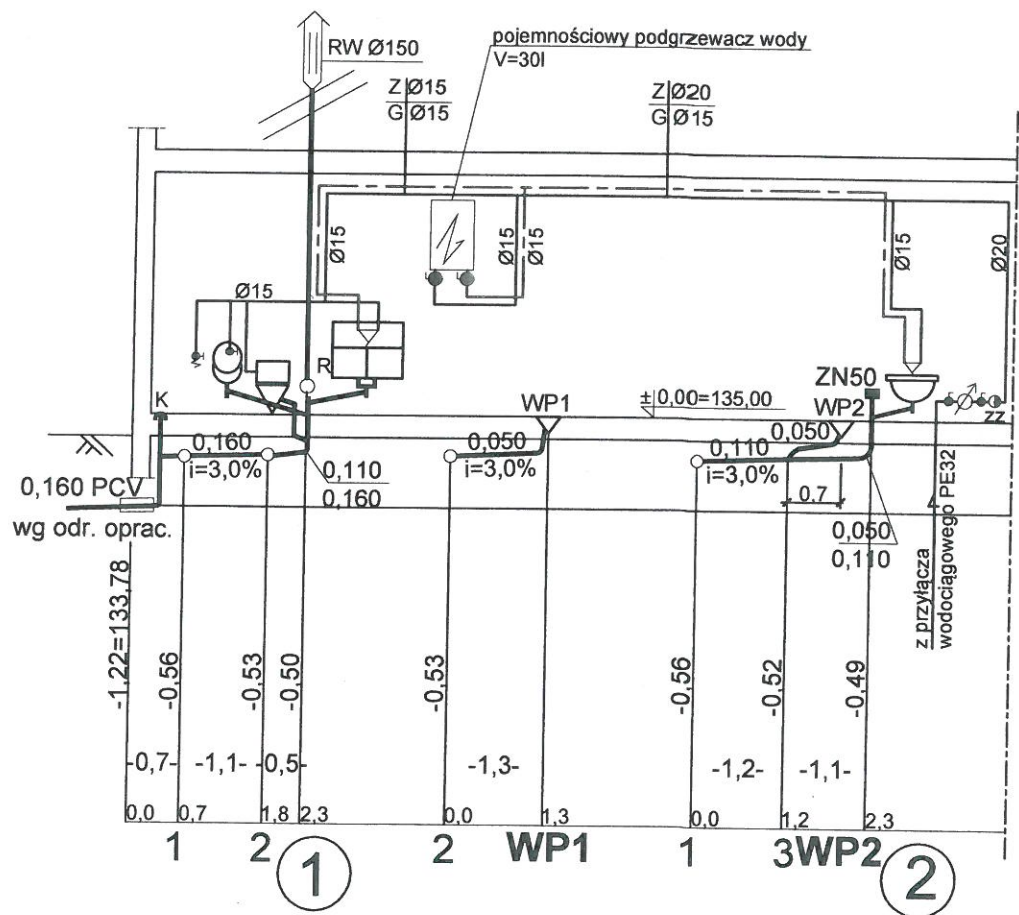 RW Ø150
pojemnościowy podgrzewacz wody
V=30l
Z Ø15
G Ø15
Z Ø20
G Ø15
Ø15
Ø15
Ø15
Ø15
Ø20
Ø15
R
K
ZN50
±0,00=135,00
WP1
WP2
zz
0,160
i=3,0%
0,110
0,160
0,050
i=3,0%
0,110
i=3,0%
0,050
0,7
0,050
0,110
0,160 PCV
wg odr. oprac.
z przyłącza
wodociągowego PE32
-1,22=133,78
-0,56
-0,53
-0,50
-0,53
-0,56
-0,52
-0,49
-0,7-
-1,1-
-0,5-
-1,3-
-1,2-
-1,1-
0,0
0,7
1,8
2,3
0,0
1,3
0,0
1,2
2,3
1
2
1
2
WP1
1
3WP2
2